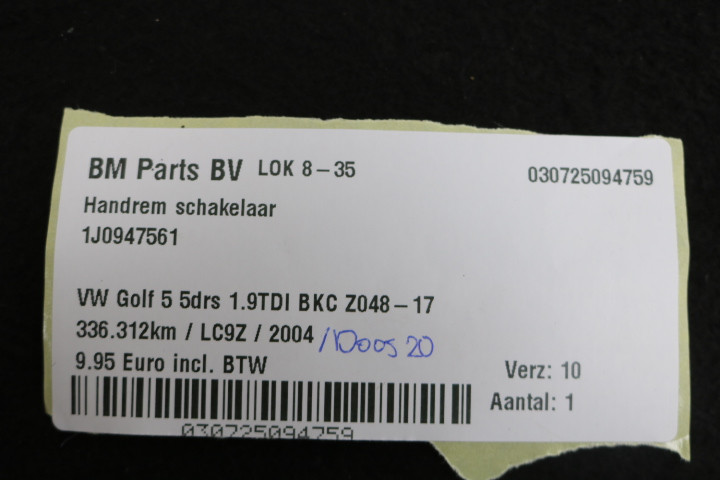 BM Parts BV LOK 8-35 030725094759
Handrem schakelaar
1J0947561
VW Golf 5 5drs 1.9TDI BKC Z048-17
336.312km / LC9Z / 2004 /Doos 20
9.95 Euro incl. BTW
Verz: 10
Aantal: 1
030725094759